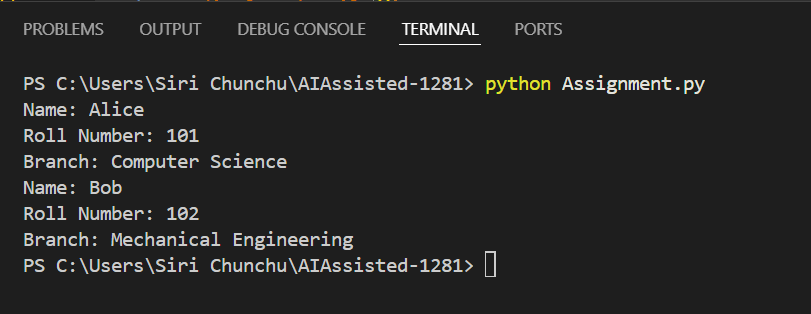 PROBLEMS OUTPUT DEBUG CONSOLE TERMINAL PORTS
PS C:\Users\Siri Chunchu\AIAssisted-1281> python Assignment.py
Name: Alice
Roll Number: 101
Branch: Computer Science
Name: Bob
Roll Number: 102
Branch: Mechanical Engineering
PS C:\Users\Siri Chunchu\AIAssisted-1281>